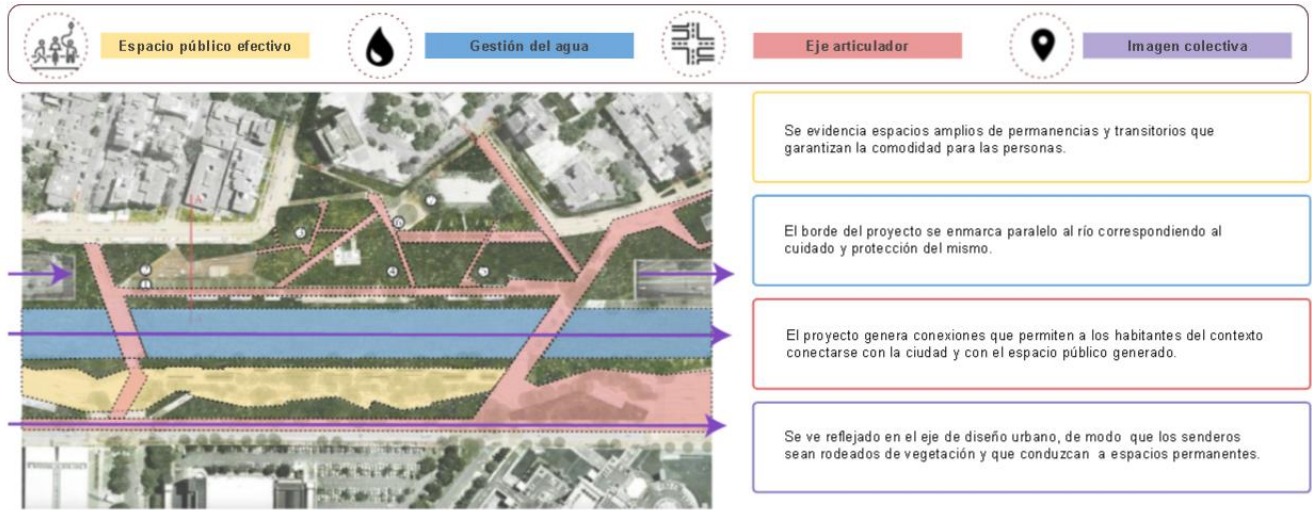 Espacio público efectivo
Gestión del agua
Eje articulador
Imagen colectiva
Se evidencia espacios amplios de permanencias y transitorios que
garantizan la comodidad para las personas.
El borde del proyecto se enmarca paralelo al río correspondiendo al
cuidado y protección del mismo.
El proyecto genera conexiones que permiten a los habitantes del contexto
conectarse con la ciudad y con el espacio público generado.
Se ve reflejado en el eje de diseño urbano, de modo que los senderos
sean rodeados de vegetación y que conduzcan a espacios permanentes.